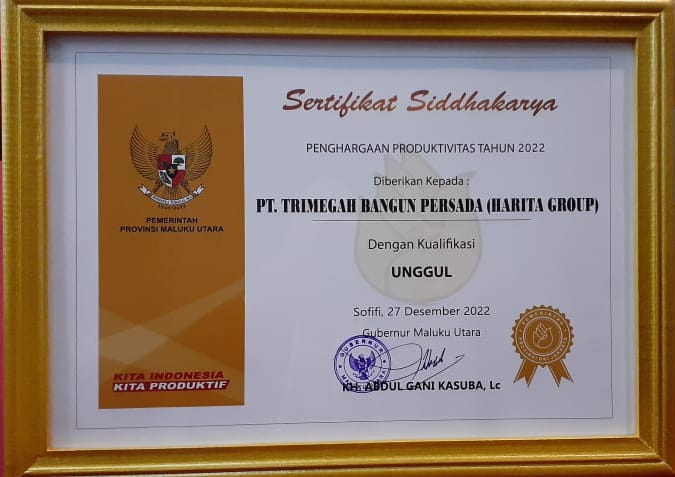 Sertifikat Siddhakarya
PENGHARGAAN PRODUKTIVITAS TAHUN 2022
Diberikan Kepada :
PT. TRIMEGAH BANGUN PERSADA (HARITA GROUP)
Dengan Kualifikasi
UNGGUL
Sofifi, 27 Desember 2022
Gubernur Maluku Utara
GUBERNUR
KH. ABDUL GANI KASUBA, Lc
PEMERINTAH
PROVINSI MALUKU UTARA
KITA INDONESIA
KITA PRODUKTIF